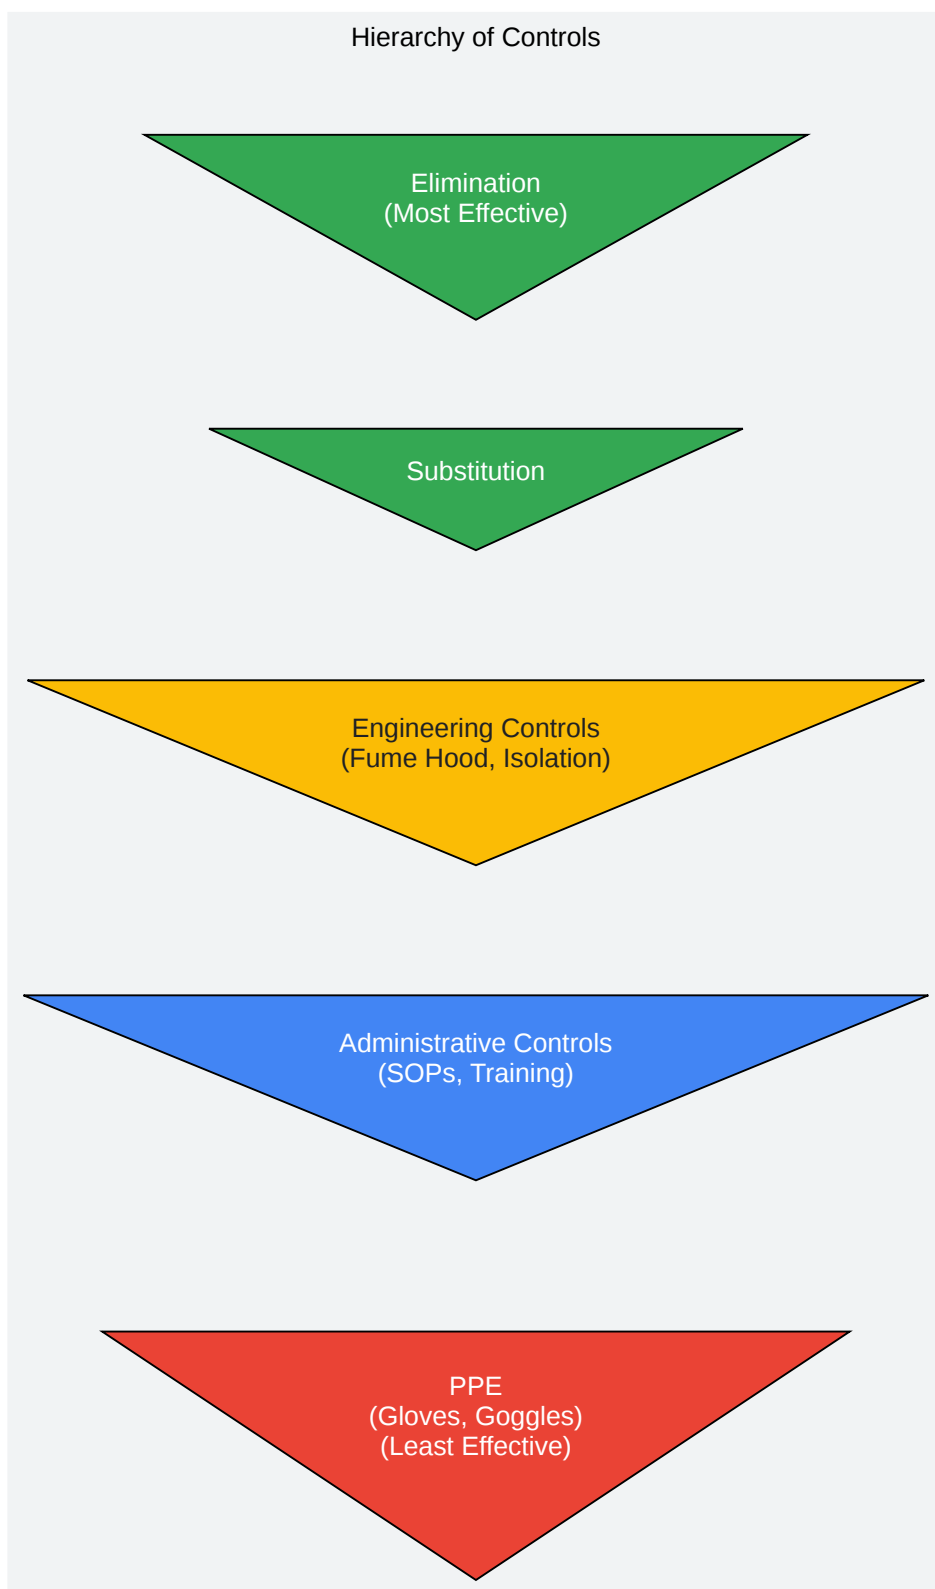 Hierarchy of Controls
Elimination
(Most Effective)
Substitution
Engineering Controls
(Fume Hood, Isolation)
Administrative Controls
(SOPs, Training)
PPE
(Gloves, Goggles)
(Least Effective)